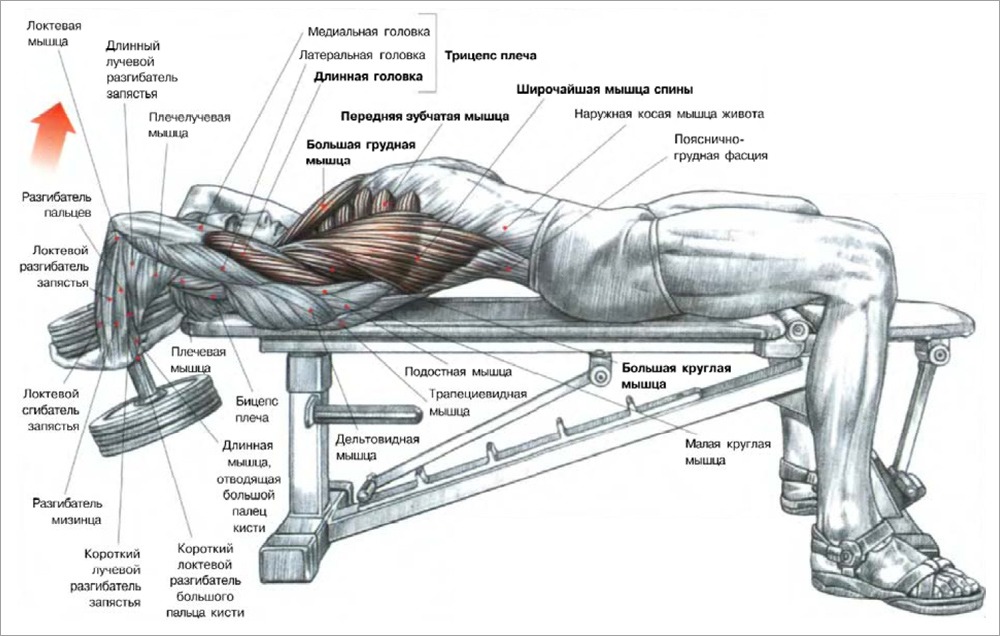 Локтевая
мышца
Длинный
лучевой
разгибатель
запястья
Плечелучевая
мышца
Медиальная головка
Латеральная головка
Длинная головка
Трицепс плеча
Передняя зубчатая мышца
Большая грудная
мышца
Широчайшая мышца спины
Наружная косая мышца живота
Пояснично-
грудная фасция
Разгибатель
пальцев
Локтевой
разгибатель
запястья
Локтевой
сгибатель
запястья
Плечевая
мышца
Бицепс
плеча
Подостная мышца
Трапециевидная
мышца
Большая круглая
мышца
Малая круглая
мышца
Дельтовидная
мышца
Длинная
мышца,
отводящая
большой
палец
кисти
Разгибатель
мизинца
Короткий
лучевой
разгибатель
запястья
Короткий
локтевой
разгибатель
большого
пальца кисти